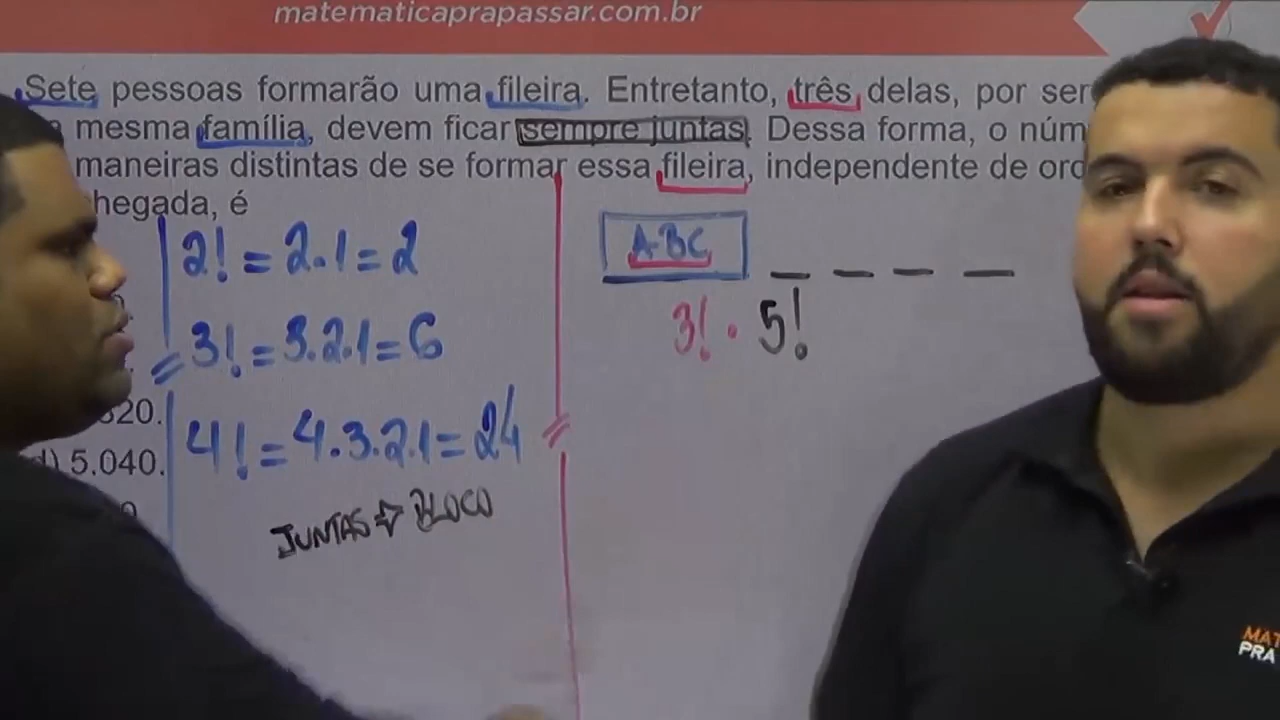 matematicaprapassar.com.br
Sete pessoas formarão uma fileira. Entretanto, três delas, por ser
mesma família, devem ficar sempre juntas. Dessa forma, o núm
maneiras distintas de se formar essa fileira, independente de ord
hegada, é
2! = 2.1 = 2
3! = 3.2.1 = 6
4! = 4.3.2.1 = 24
JUNTAS → BLOCO
ABC
3! . 5!
320.
d) 5.040.
MAT
PRA